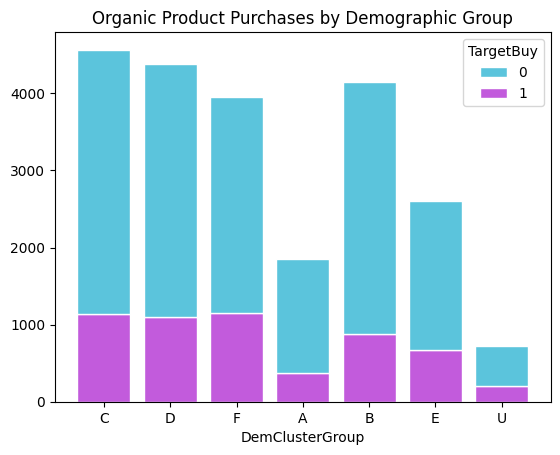 Organic Product Purchases by Demographic Group
TargetBuy
0
1
4000
3000
2000
1000
0
C D F A B E U
DemClusterGroup